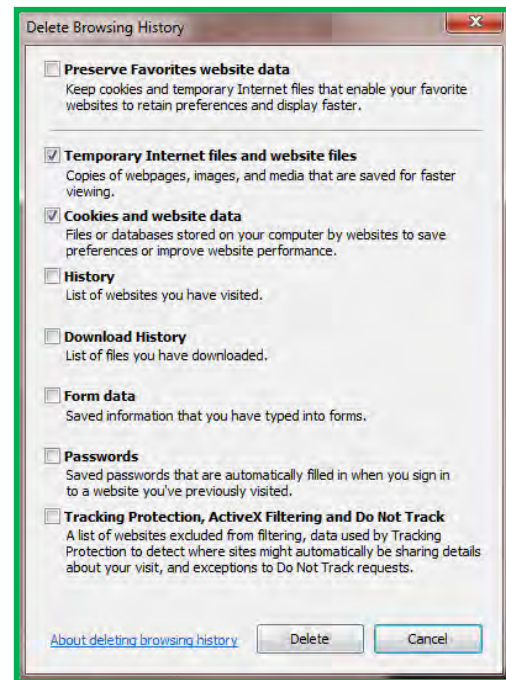 Delete Browsing History
Preserve Favorites website data
Keep cookies and temporary Internet files that enable your favorite
websites to retain preferences and display faster.
Temporary Internet files and website files
Copies of webpages, images, and media that are saved for faster
viewing.
Cookies and website data
Files or databases stored on your computer by websites to save
preferences or improve website performance.
History
List of websites you have visited.
Download History
List of files you have downloaded.
Form data
Saved information that you have typed into forms.
Passwords
Saved passwords that are automatically filled in when you sign in
to a website you've previously visited.
Tracking Protection, ActiveX Filtering and Do Not Track
A list of websites excluded from filtering, data used by Tracking
Protection to detect where sites might automatically be sharing details
about your visit, and exceptions to Do Not Track requests.
About deleting browsing history Delete Cancel